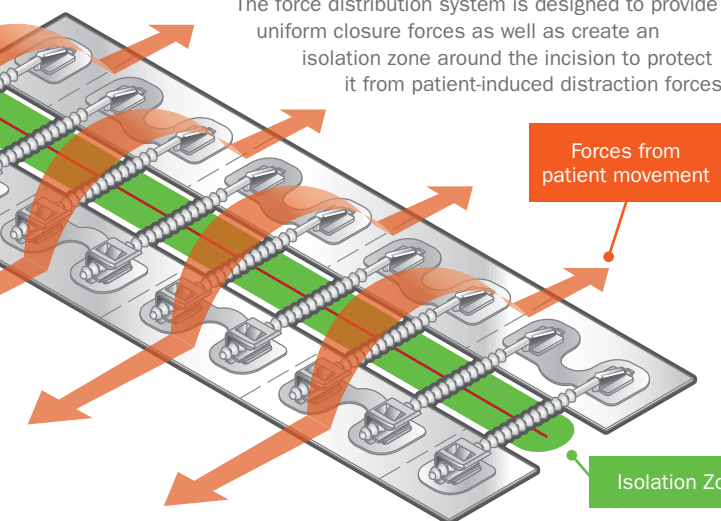 The force distribution system is designed to provide
uniform closure forces as well as create an
isolation zone around the incision to protect
it from patient-induced distraction forces
Forces from
patient movement
Isolation